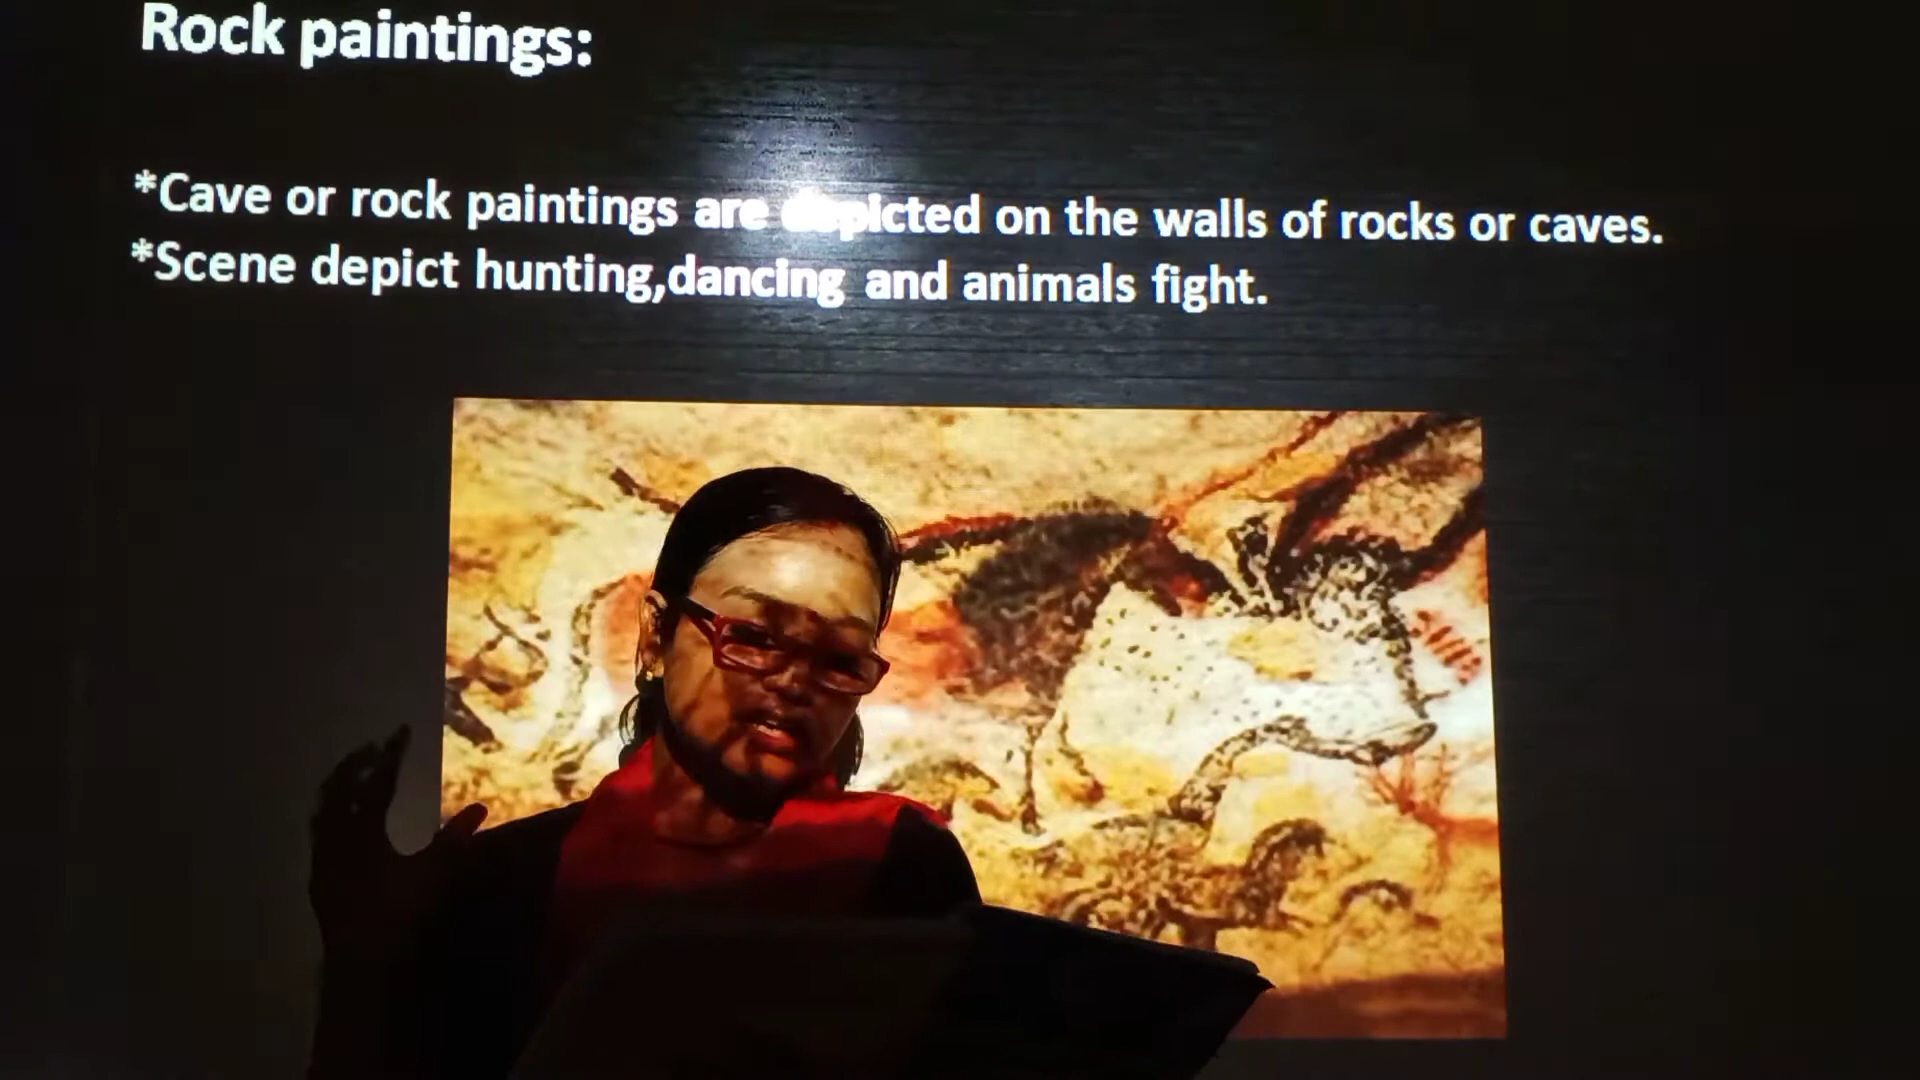 Rock paintings:
*Cave or rock paintings are depicted on the walls of rocks or caves.
*Scene depict hunting,dancing and animals fight.